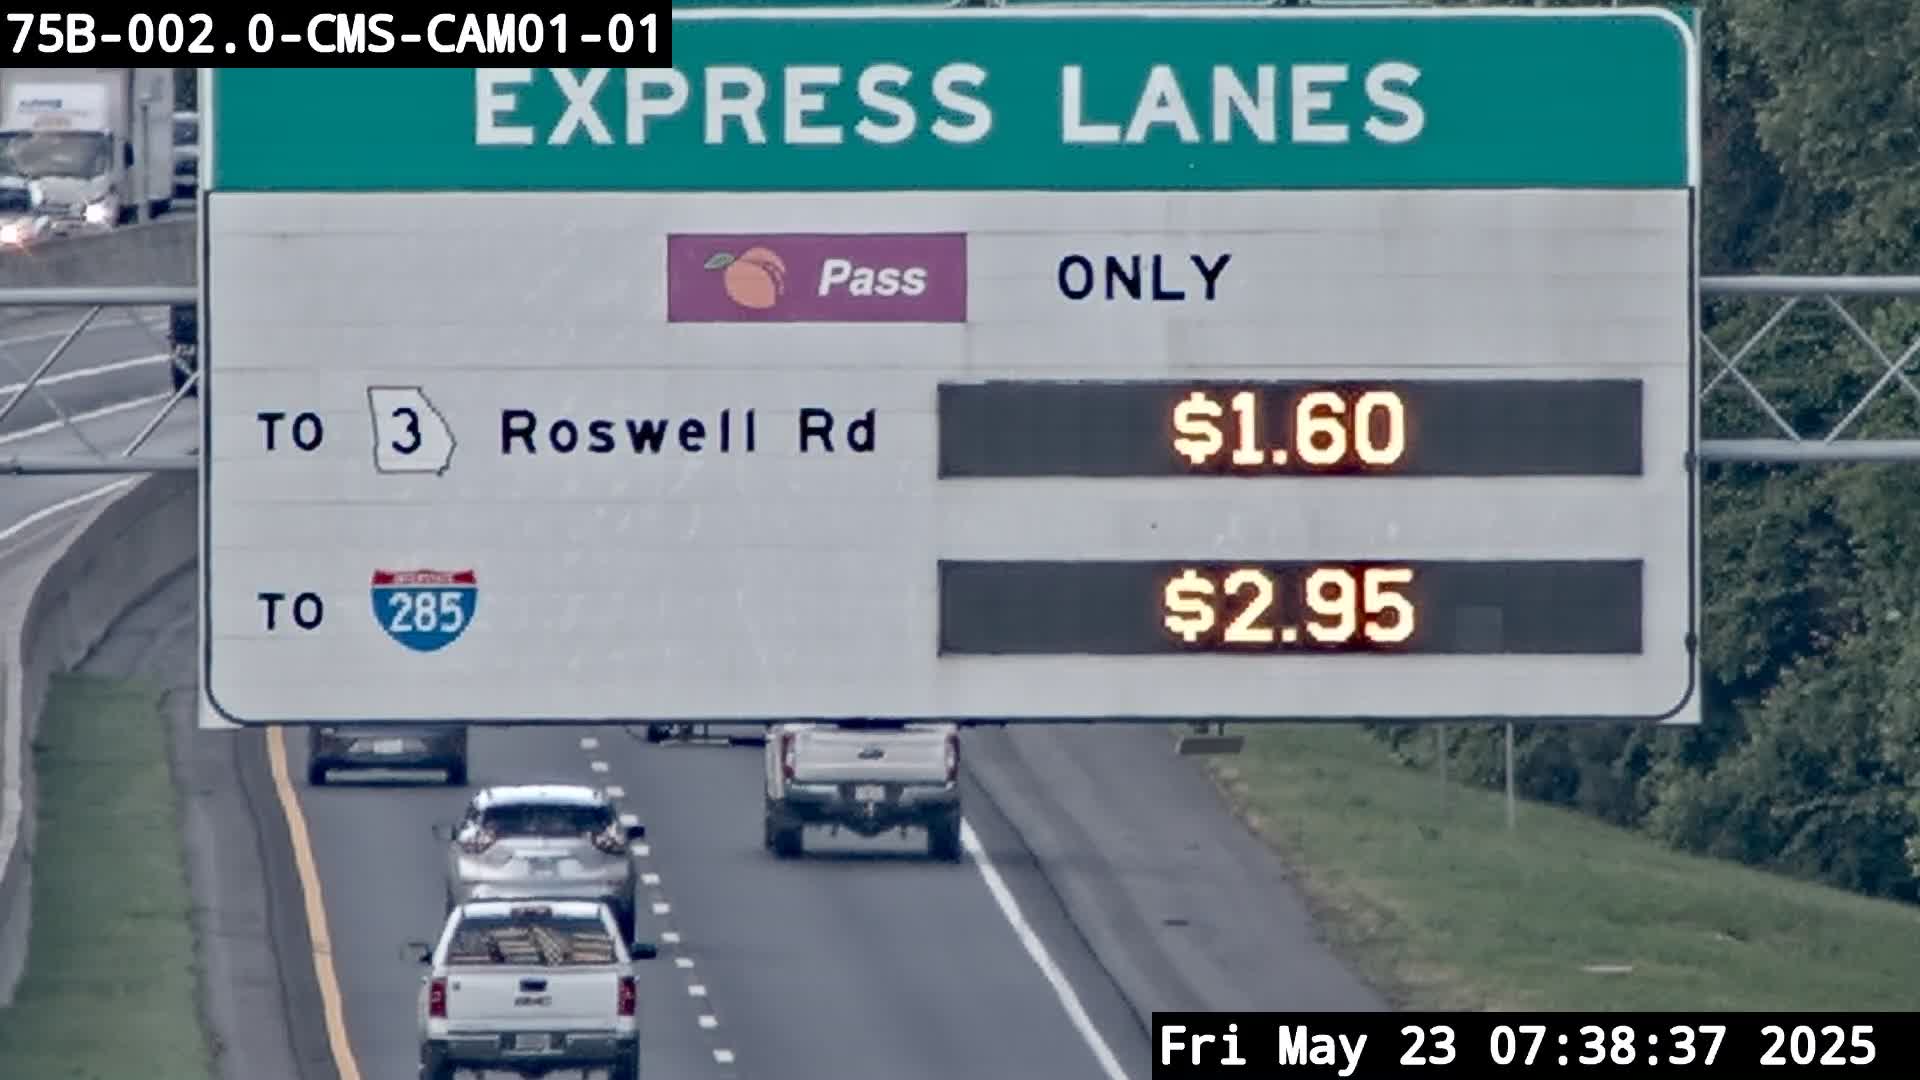 75B-002.0-CMS-CAM01-01
EXPRESS LANES
Pass ONLY
TO 3 Roswell Rd $1.60
TO INTERSTATE 285 $2.95
Fri May 23 07:38:37 2025